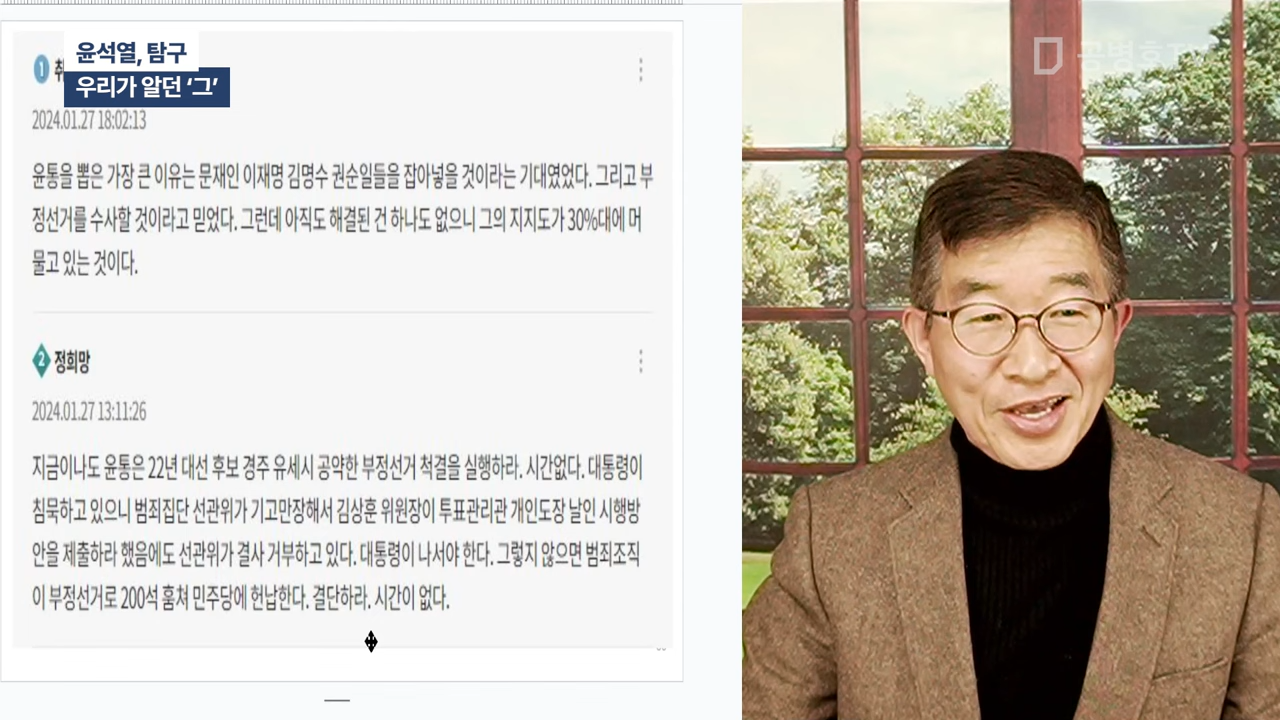 윤석열, 탐구
우리가 알던 ‘그’
공병호TV
1
2024.01.27 18:02:13
윤통을 뽑은 가장 큰 이유는 문재인 이재명 김명수 권순일들을 잡아넣을 것이라는 기대였었다. 그리고 부
정선거를 수사할 것이라고 믿었다. 그런데 아직도 해결된 건 하나도 없으니 그의 지지도가 30%대에 머
물고 있는 것이다.
2 정희망
2024.01.27 13:11:26
지금이나도 윤통은 22년 대선 후보 경주 유세시 공약한 부정선거 척결을 실행하라. 시간없다. 대통령이
침묵하고 있으니 범죄집단 선관위가 기고만장해서 김상훈 위원장이 투표관리관 개인도장 날인 시행방
안을 제출하라 했음에도 선관위가 결사 거부하고 있다. 대통령이 나서야 한다. 그렇지 않으면 범죄조직
이 부정선거로 200석 훔쳐 민주당에 헌납한다. 결단하라. 시간이 없다.